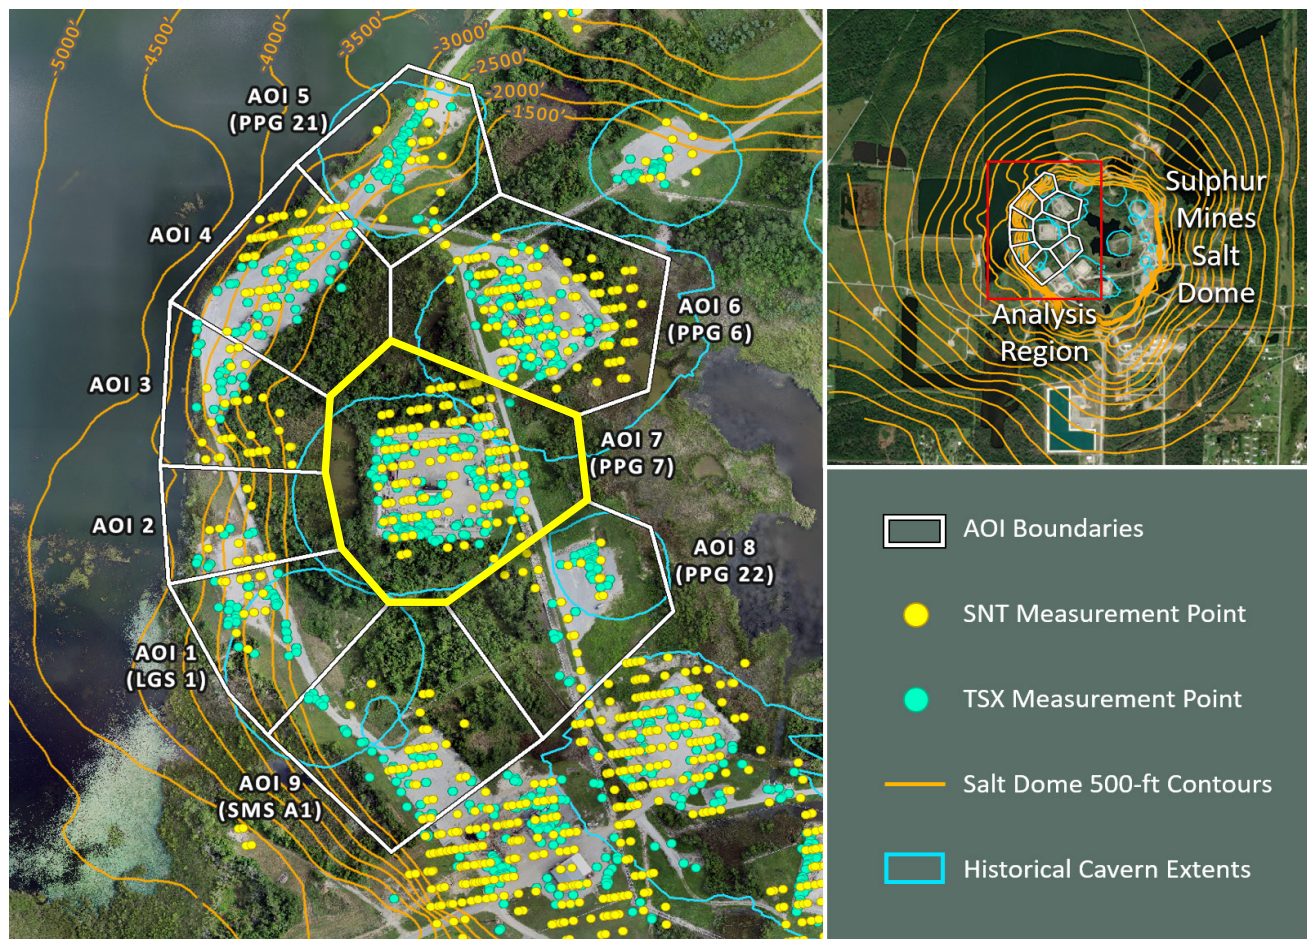 -5000'
-4500'
-4000'
-3500'
-3000'
-2500'
-2000'
-1500'
AOI 5
(PPG 21)
AOI 4
AOI 3
AOI 2
AOI 1
(LGS 1)
AOI 9
(SMS A1)
AOI 6
(PPG 6)
AOI 7
(PPG 7)
AOI 8
(PPG 22)
Sulphur
Mines
Salt
Dome
Analysis
Region
AOI Boundaries
SNT Measurement Point
TSX Measurement Point
Salt Dome 500-ft Contours
Historical Cavern Extents